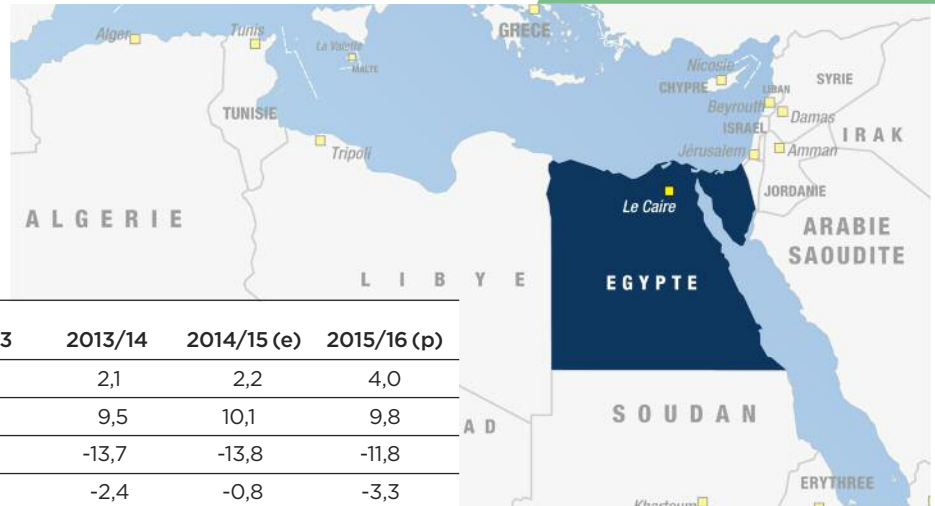 GRECE
Alger
Tunis
La Valette
MALTE
Nicosie
CHYPRE
SYRIE
LIBAN
Beyrouth
Damas
TUNISIE
ISRAEL
IRAK
Tripoli
Jérusalem
Amman
JORDANIE
Le Caire
ALGERIE
ARABIE
SAOUDITE
LIBYE
EGYPTE
3 2013/14 2014/15 (e) 2015/16 (p)
2,1 2,2 4,0
9,5 10,1 9,8
-13,7 -13,8 -11,8
-2,4 -0,8 -3,3
AD
SOUDAN
ERYTHREE
Khartoum